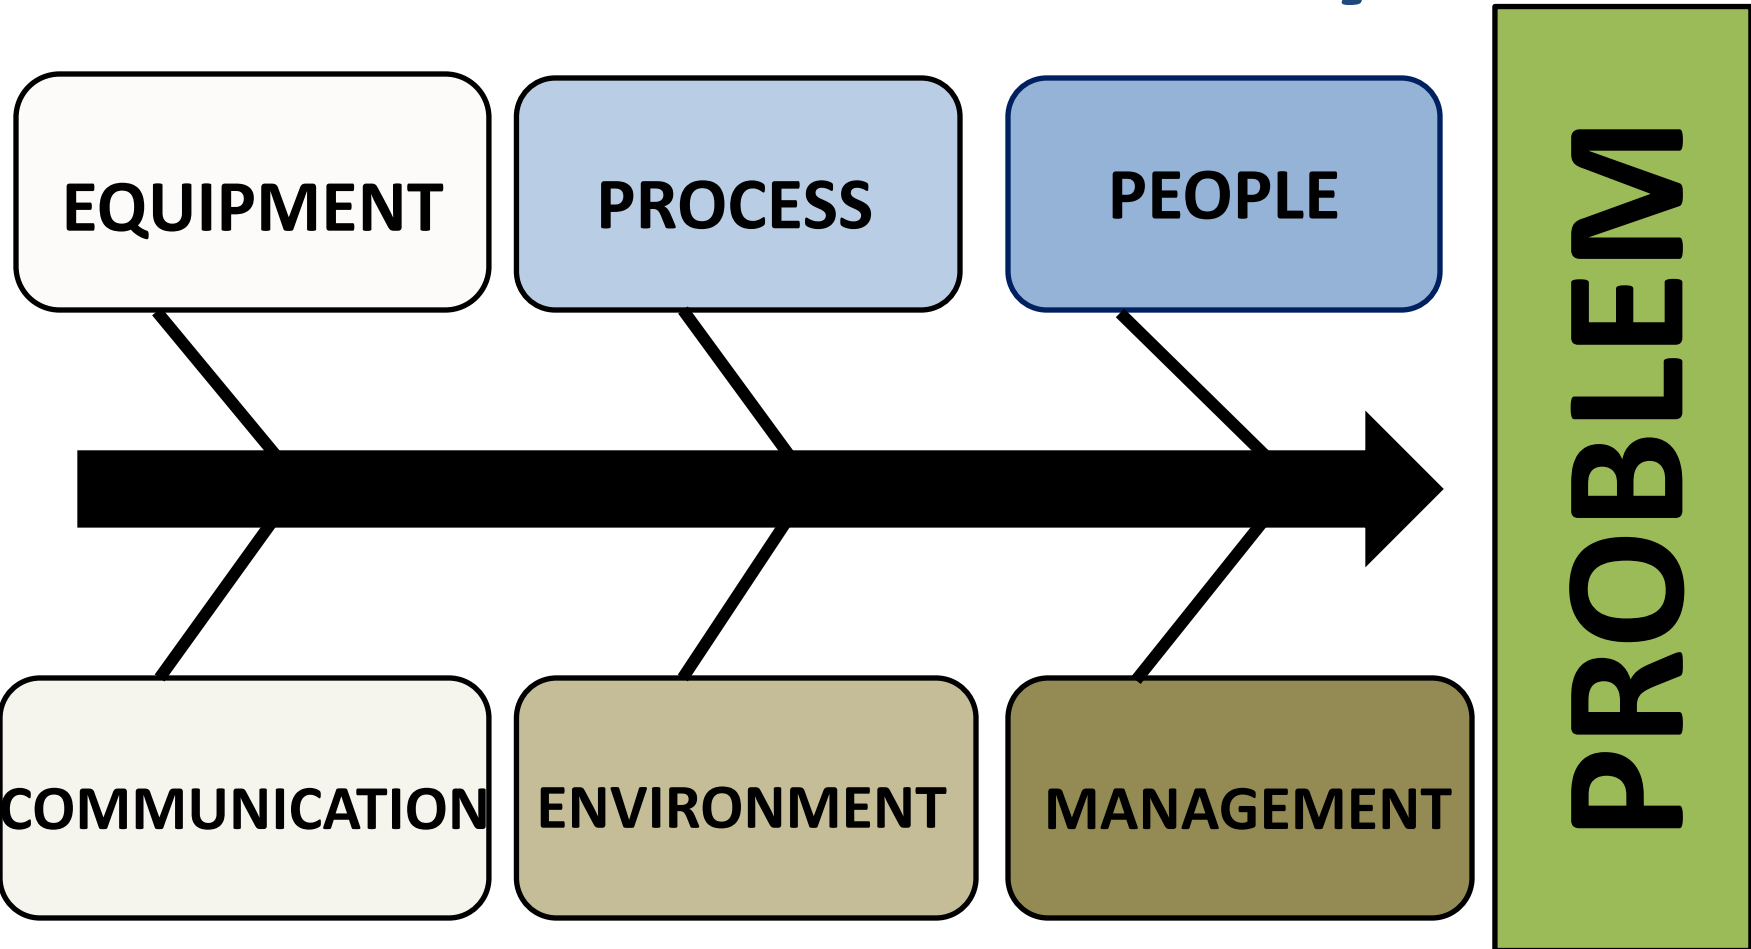 EQUIPMENT
PROCESS
PEOPLE
COMMUNICATION
ENVIRONMENT
MANAGEMENT
PROBLEM